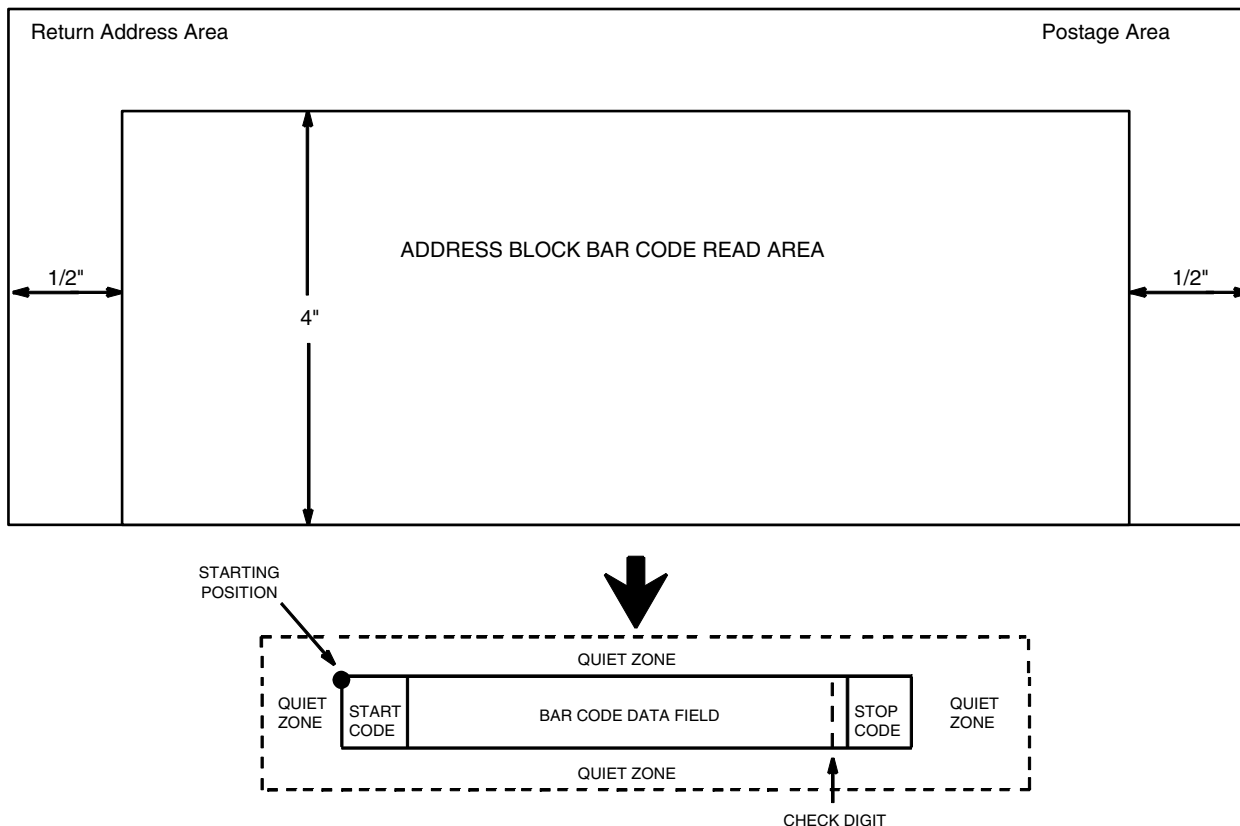 Return Address Area
Postage Area
ADDRESS BLOCK BAR CODE READ AREA
1/2"
1/2"
4"
STARTING
POSITION
QUIET ZONE
QUIET
ZONE
START
CODE
BAR CODE DATA FIELD
STOP
CODE
QUIET
ZONE
QUIET ZONE
CHECK DIGIT